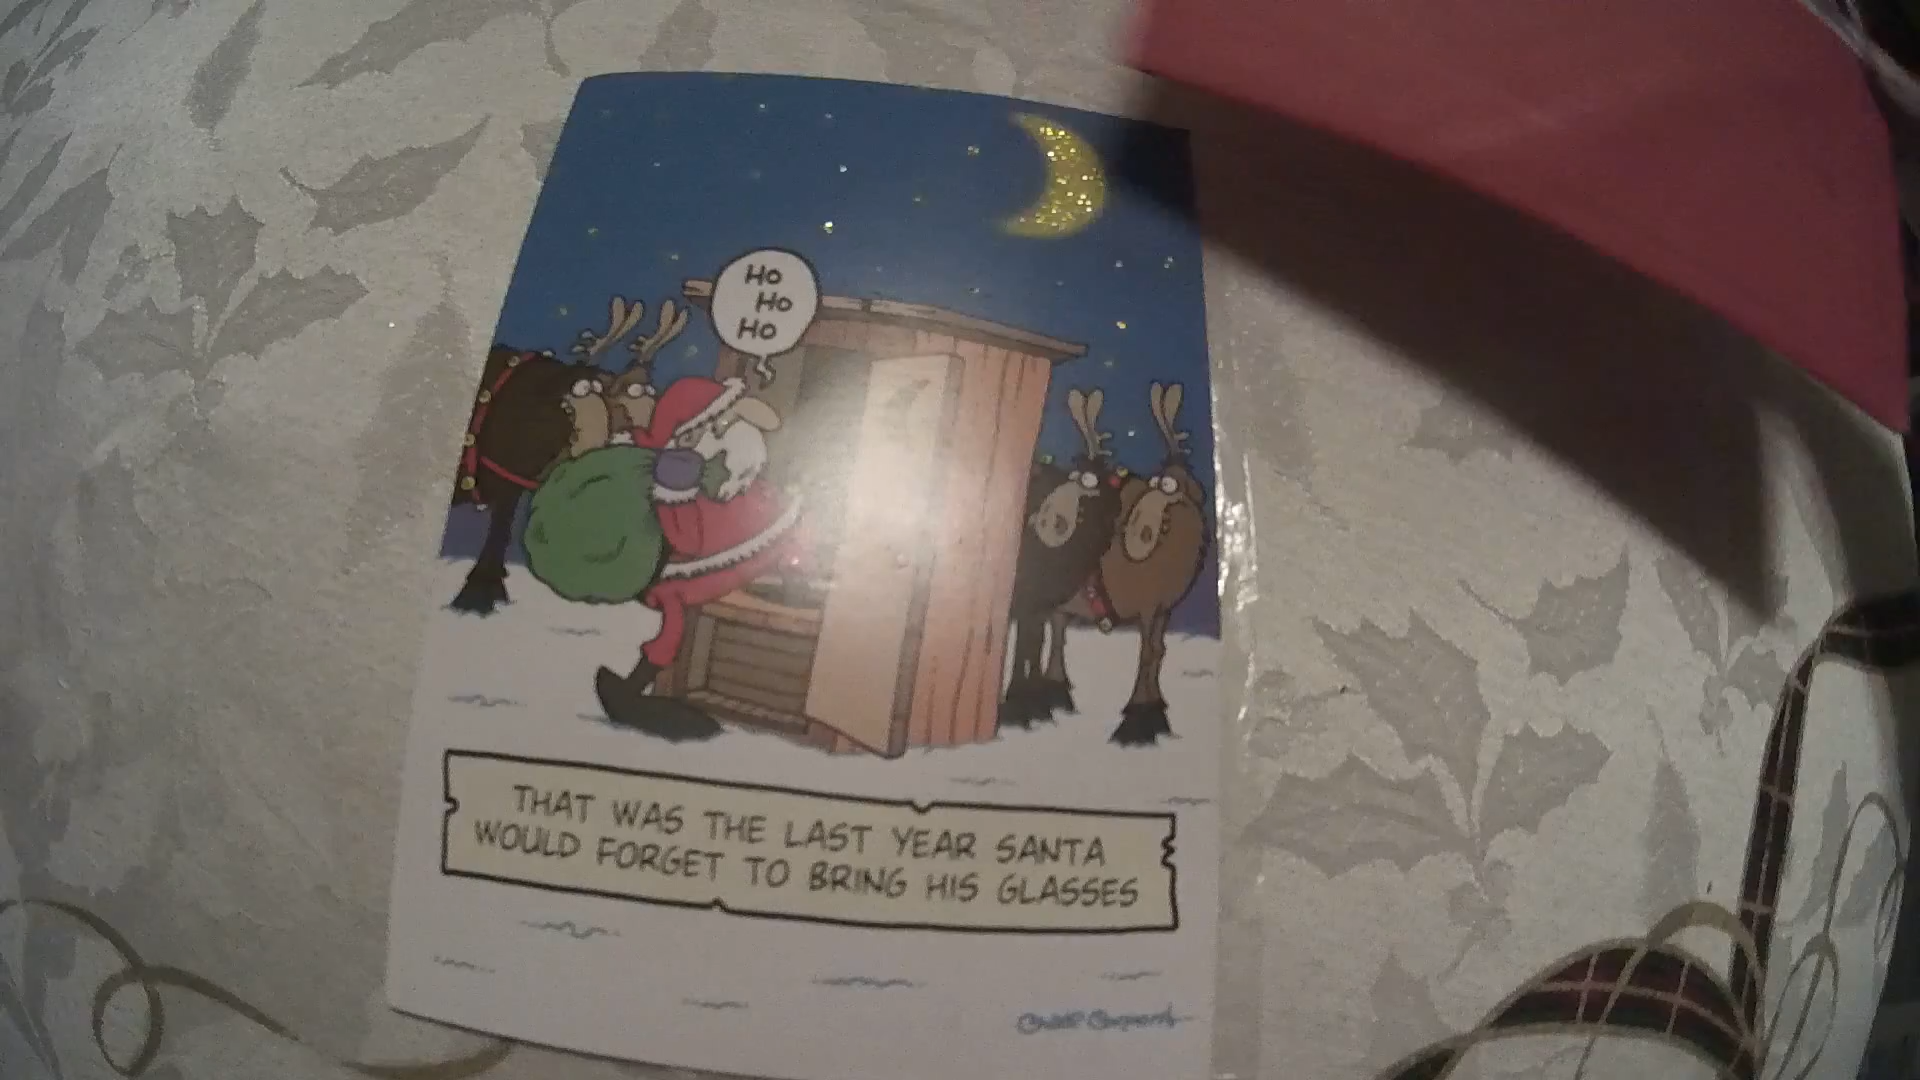 HO
HO
HO
THAT WAS THE LAST YEAR SANTA
WOULD FORGET TO BRING HIS GLASSES